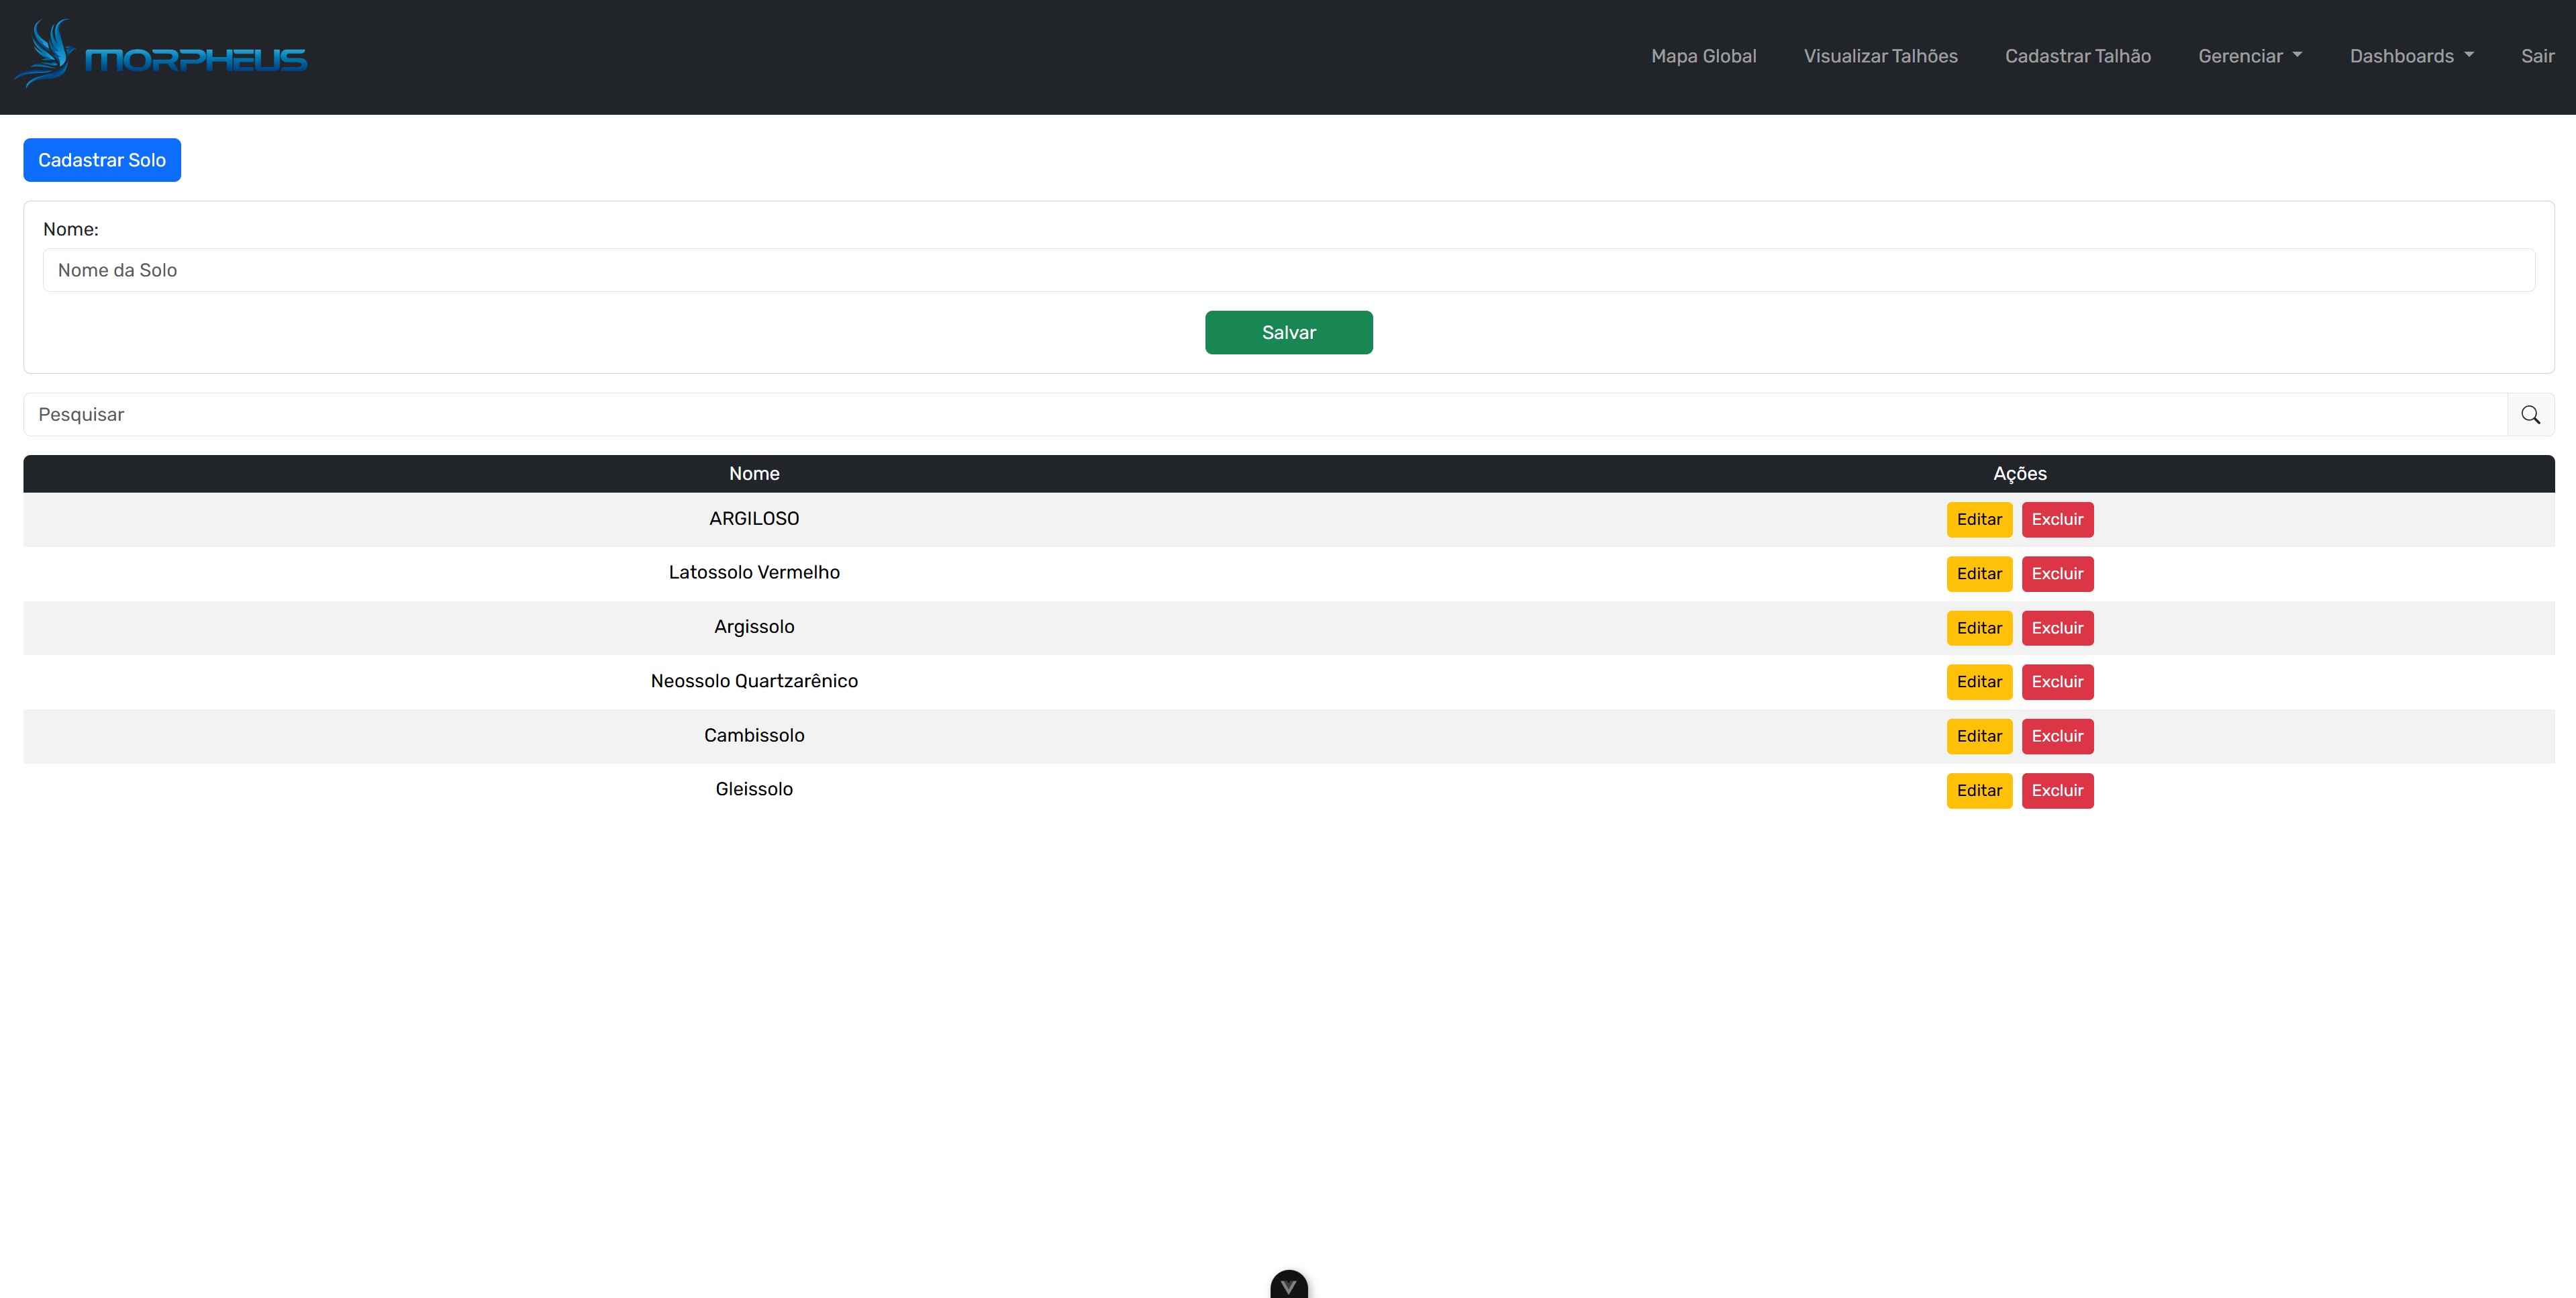 MORPHEUS
Mapa Global Visualizar Talhões Cadastrar Talhão Gerenciar Dashboards Sair
Cadastrar Solo
Nome:
Nome da Solo
Salvar
Pesquisar
Nome Ações
ARGILOSO Editar Excluir
Latossolo Vermelho Editar Excluir
Argissolo Editar Excluir
Neossolo Quartzarênico Editar Excluir
Cambissolo Editar Excluir
Gleissolo Editar Excluir